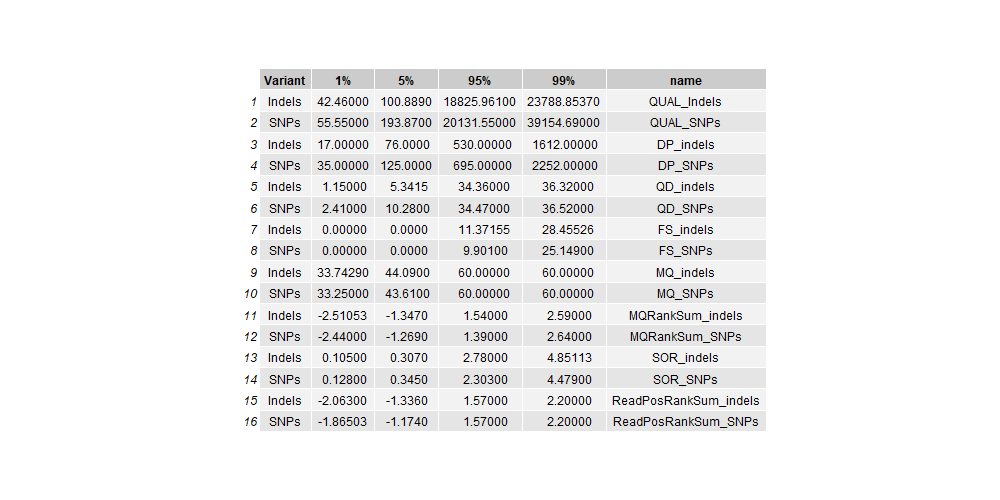 Variant 1% 5% 95% 99% name
1 Indels 42.46000 100.8890 18825.96100 23788.85370 QUAL_Indels
2 SNPs 55.55000 193.8700 20131.55000 39154.69000 QUAL_SNPs
3 Indels 17.00000 76.0000 530.00000 1612.00000 DP_indels
4 SNPs 35.00000 125.0000 695.00000 2252.00000 DP_SNPs
5 Indels 1.15000 5.3415 34.36000 36.32000 QD_indels
6 SNPs 2.41000 10.2800 34.47000 36.52000 QD_SNPs
7 Indels 0.00000 0.0000 11.37155 28.45526 FS_indels
8 SNPs 0.00000 0.0000 9.90100 25.14900 FS_SNPs
9 Indels 33.74290 44.0900 60.00000 60.00000 MQ_indels
10 SNPs 33.25000 43.6100 60.00000 60.00000 MQ_SNPs
11 Indels -2.51053 -1.3470 1.54000 2.59000 MQRankSum_indels
12 SNPs -2.44000 -1.2690 1.39000 2.64000 MQRankSum_SNPs
13 Indels 0.10500 0.3070 2.78000 4.85113 SOR_indels
14 SNPs 0.12800 0.3450 2.30300 4.47900 SOR_SNPs
15 Indels -2.06300 -1.3360 1.57000 2.20000 ReadPosRankSum_indels
16 SNPs -1.86503 -1.1740 1.57000 2.20000 ReadPosRankSum_SNPs